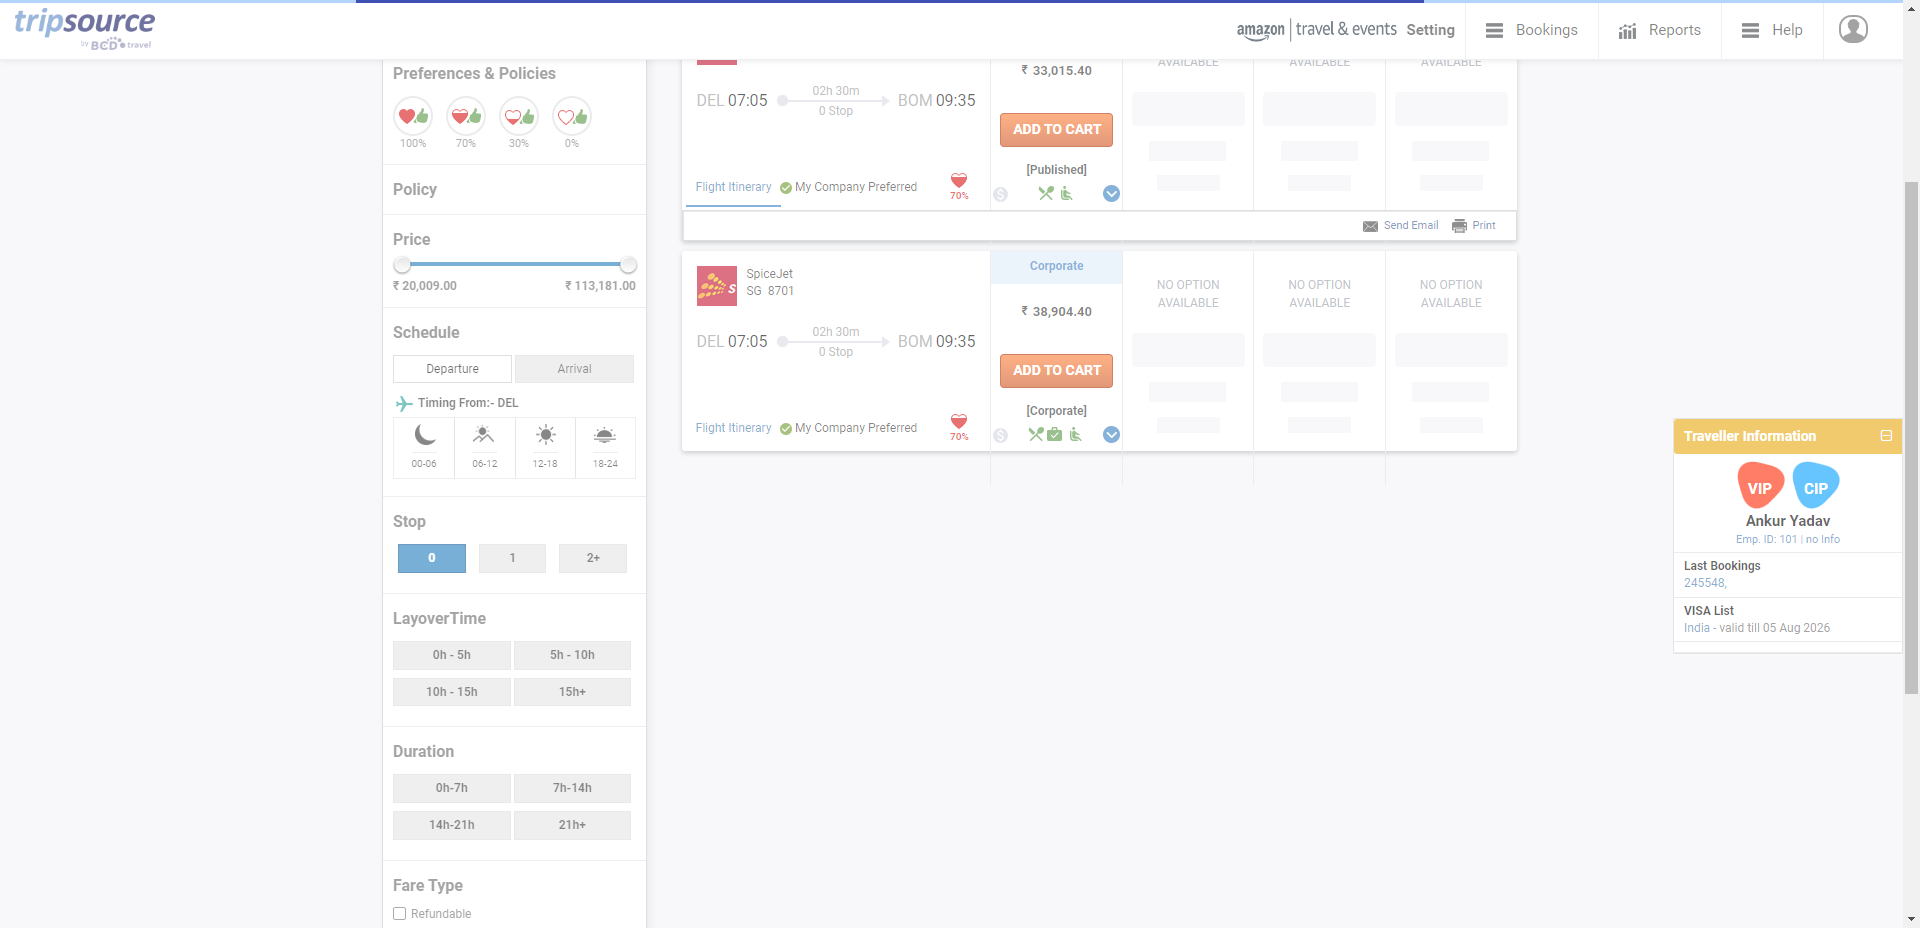 tripsource
by BCD travel
amazon travel & events
Setting
Bookings
Reports
Help
Preferences & Policies
100%
70%
30%
0%
Policy
Price
₹ 20,009.00
₹ 113,181.00
Schedule
Departure
Arrival
Timing From:- DEL
00-06
06-12
12-18
18-24
Stop
0
1
2+
LayoverTime
0h - 5h
5h - 10h
10h - 15h
15h+
Duration
0h-7h
7h-14h
14h-21h
21h+
Fare Type
Refundable
DEL 07:05
02h 30m
0 Stop
BOM 09:35
Flight Itinerary
My Company Preferred
70%
₹ 33,015.40
ADD TO CART
[Published]
AVAILABLE
AVAILABLE
AVAILABLE
Send Email
Print
SpiceJet
SG 8701
DEL 07:05
02h 30m
0 Stop
BOM 09:35
Flight Itinerary
My Company Preferred
70%
Corporate
₹ 38,904.40
ADD TO CART
[Corporate]
NO OPTION
AVAILABLE
NO OPTION
AVAILABLE
NO OPTION
AVAILABLE
Traveller Information
VIP
CIP
Ankur Yadav
Emp. ID: 101 | no Info
Last Bookings
245548,
VISA List
India - valid till 05 Aug 2026